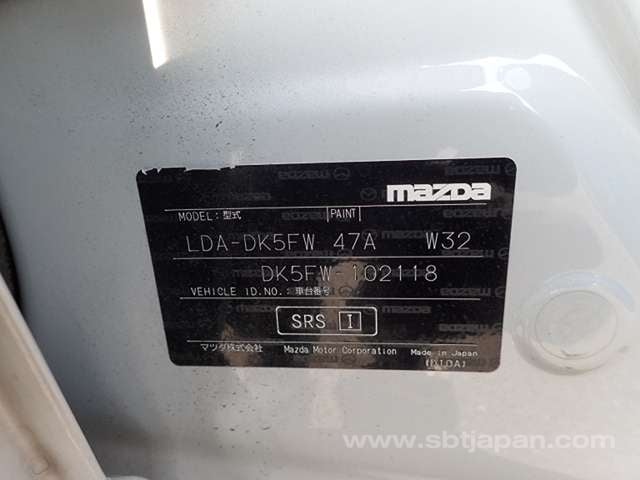 mazda
MODEL: 型式 PAINT
LDA-DK5FW 47A W32
DK5FW-102118
VEHICLE ID.NO.: 車台番号
SRS I
マツダ株式会社 Mazda Motor Corporation Made in Japan
www.sbtjapan.com